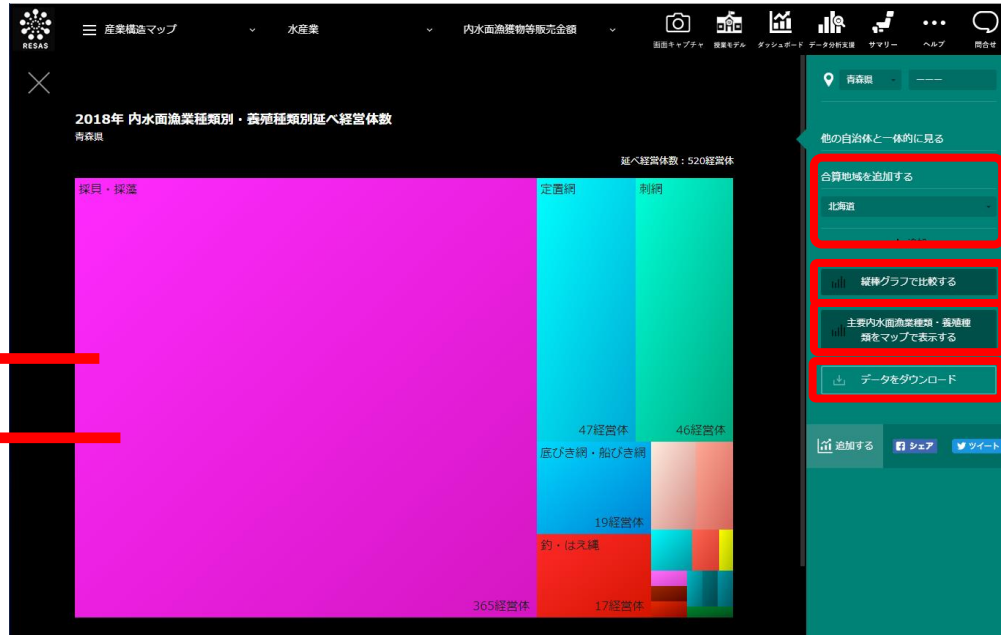 RESAS
産業構造マップ
水産業
内水面漁獲物等販売金額
画面キャプチャ
授業モデル
ダッシュボード
データ分析支援
サマリー
ヘルプ
問合せ
2018年 内水面漁業種類別・養殖種類別延べ経営体数
青森県
延べ経営体数：520経営体
採貝・採藻
365経営体
定置網
47経営体
刺網
46経営体
底びき網・船びき網
19経営体
釣・はえ縄
17経営体
青森県
---
他の自治体と一体的に見る
合算地域を追加する
北海道
縦棒グラフで比較する
主要内水面漁業種類・養殖種
類をマップで表示する
データをダウンロード
追加する
シェア
ツイート